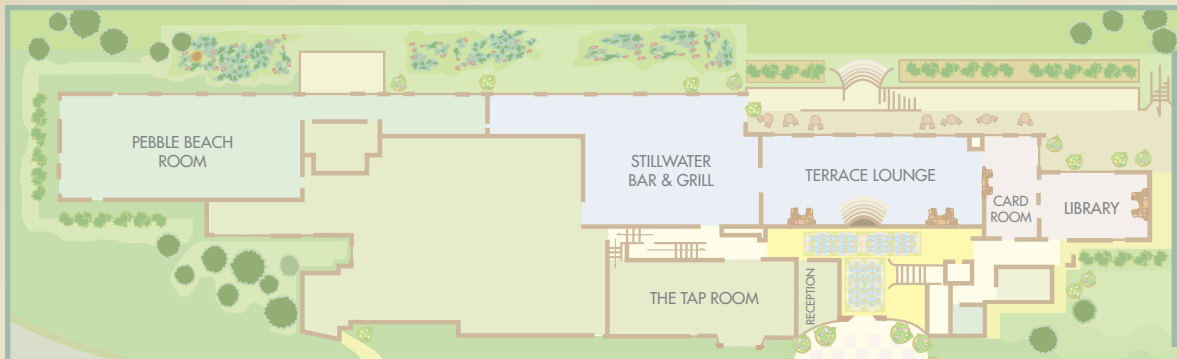 PEBBLE BEACH
ROOM
STILLWATER
BAR & GRILL
TERRACE LOUNGE
CARD
ROOM
LIBRARY
THE TAP ROOM
RECEPTION